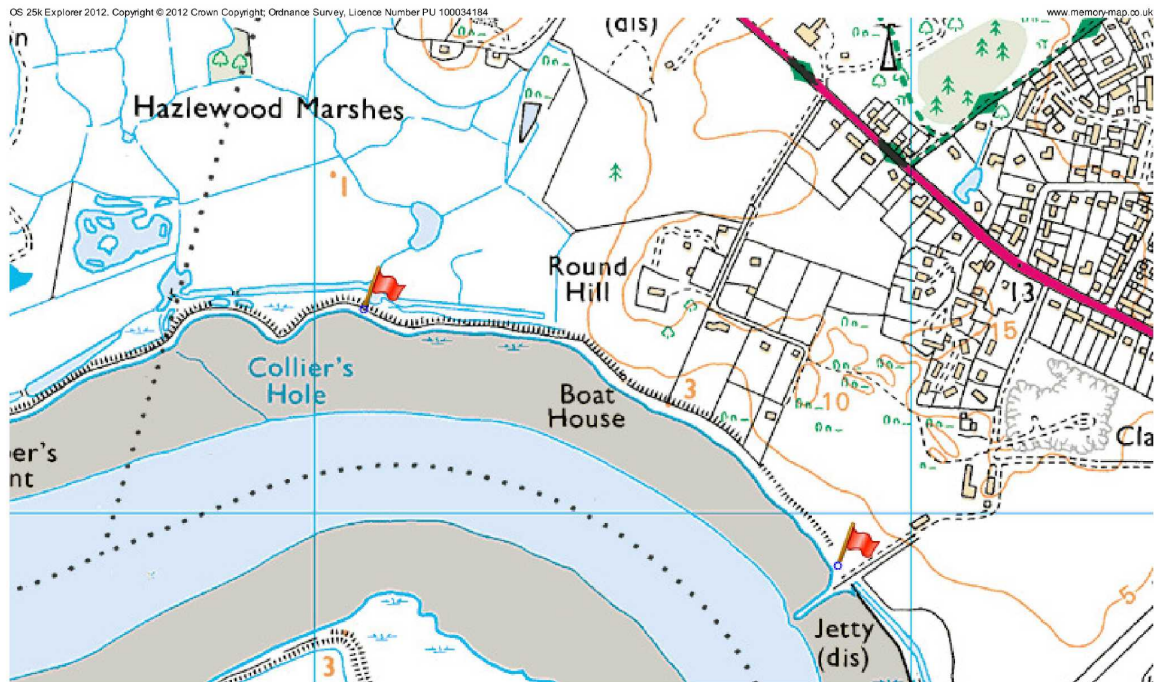 OS 25k Explorer 2012. Copyright © 2012 Crown Copyright; Ordnance Survey, Licence Number PU 100034184
www.memory-map.co.uk
n
(dis)
Hazlewood Marshes
1
Round
Hill
13
15
Collier's
Hole
3
10
Boat
House
Cla
er's
nt
5
Jetty
(dis)
3